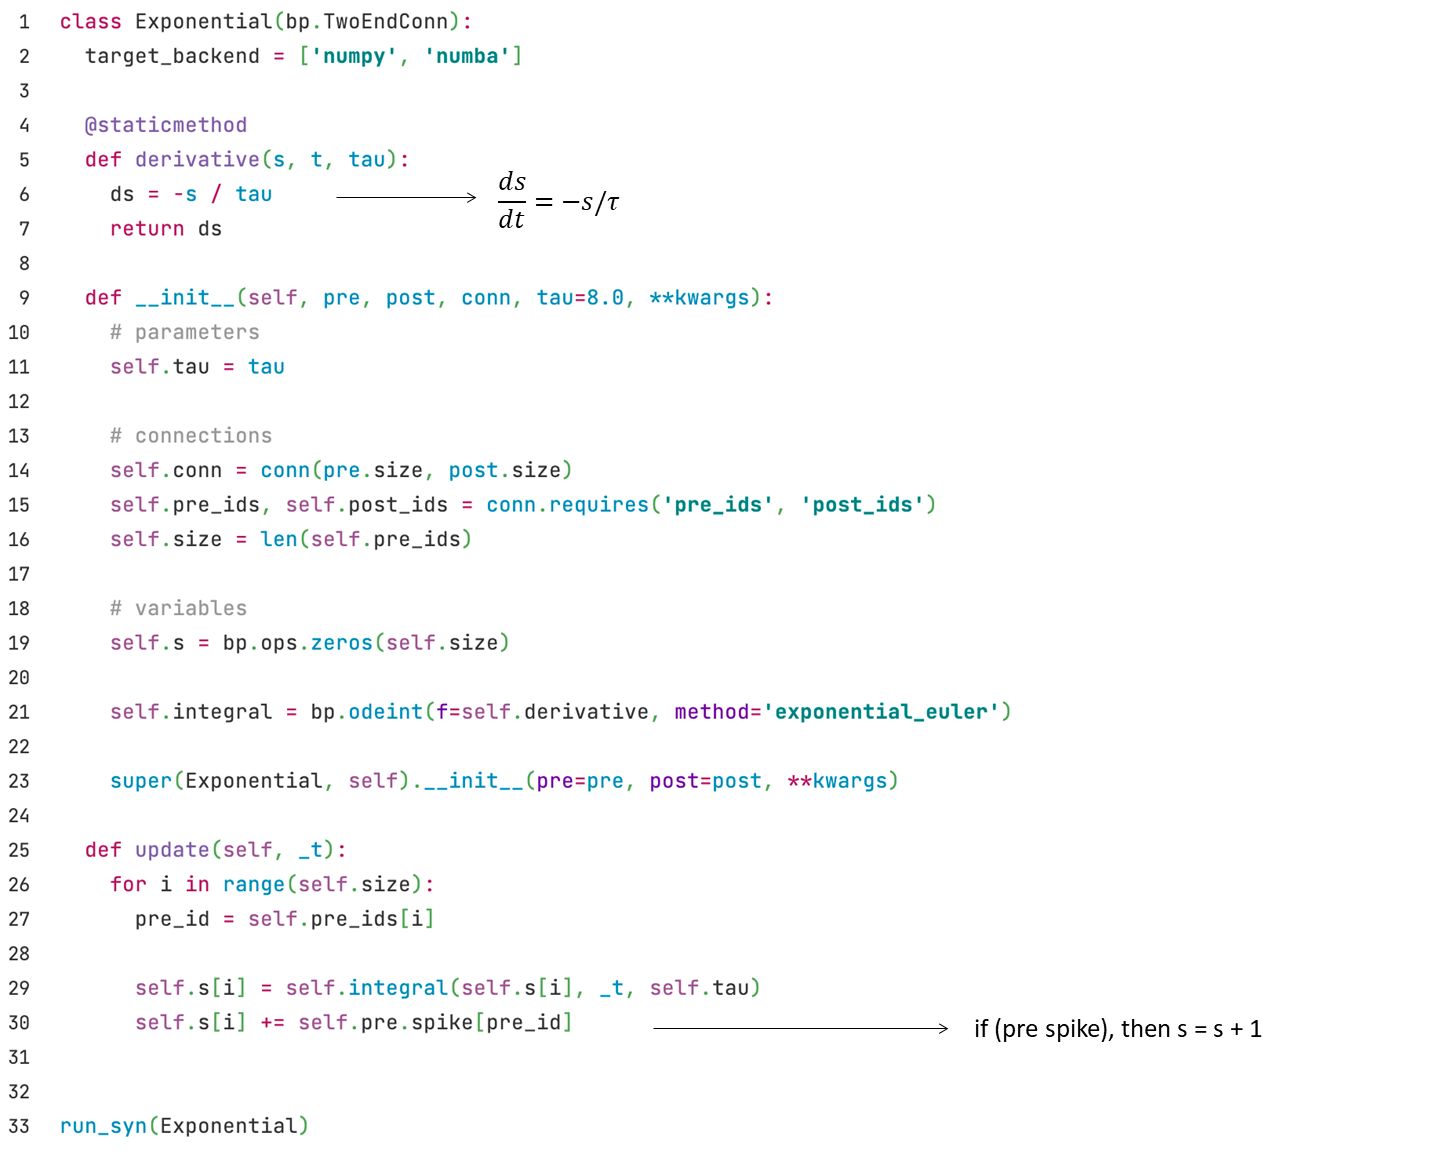 1 class Exponential(bp.TwoEndConn):
2 target_backend = ['numpy', 'numba']
3
4 @staticmethod
5 def derivative(s, t, tau):
6 ds = -s / tau ds/dt = −s/τ
7 return ds
8
9 def __init__(self, pre, post, conn, tau=8.0, **kwargs):
10 # parameters
11 self.tau = tau
12
13 # connections
14 self.conn = conn(pre.size, post.size)
15 self.pre_ids, self.post_ids = conn.requires('pre_ids', 'post_ids')
16 self.size = len(self.pre_ids)
17
18 # variables
19 self.s = bp.ops.zeros(self.size)
20
21 self.integral = bp.odeint(f=self.derivative, method='exponential_euler')
22
23 super(Exponential, self).__init__(pre=pre, post=post, **kwargs)
24
25 def update(self, _t):
26 for i in range(self.size):
27 pre_id = self.pre_ids[i]
28
29 self.s[i] = self.integral(self.s[i], _t, self.tau)
30 self.s[i] += self.pre.spike[pre_id] if (pre spike), then s = s + 1
31
32
33 run_syn(Exponential)